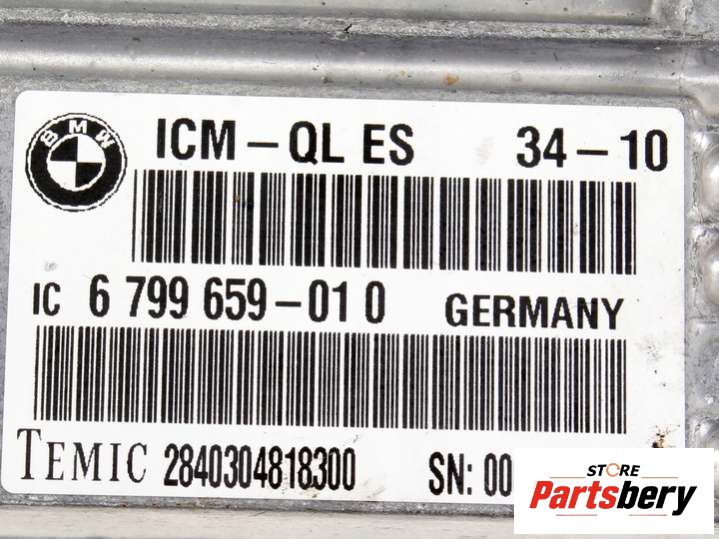 BMW
ICM-QL ES 34-10
IC 6 799 659-01 0 GERMANY
TEMIC 2840304818300 SN: 00
STORE
Partsbery